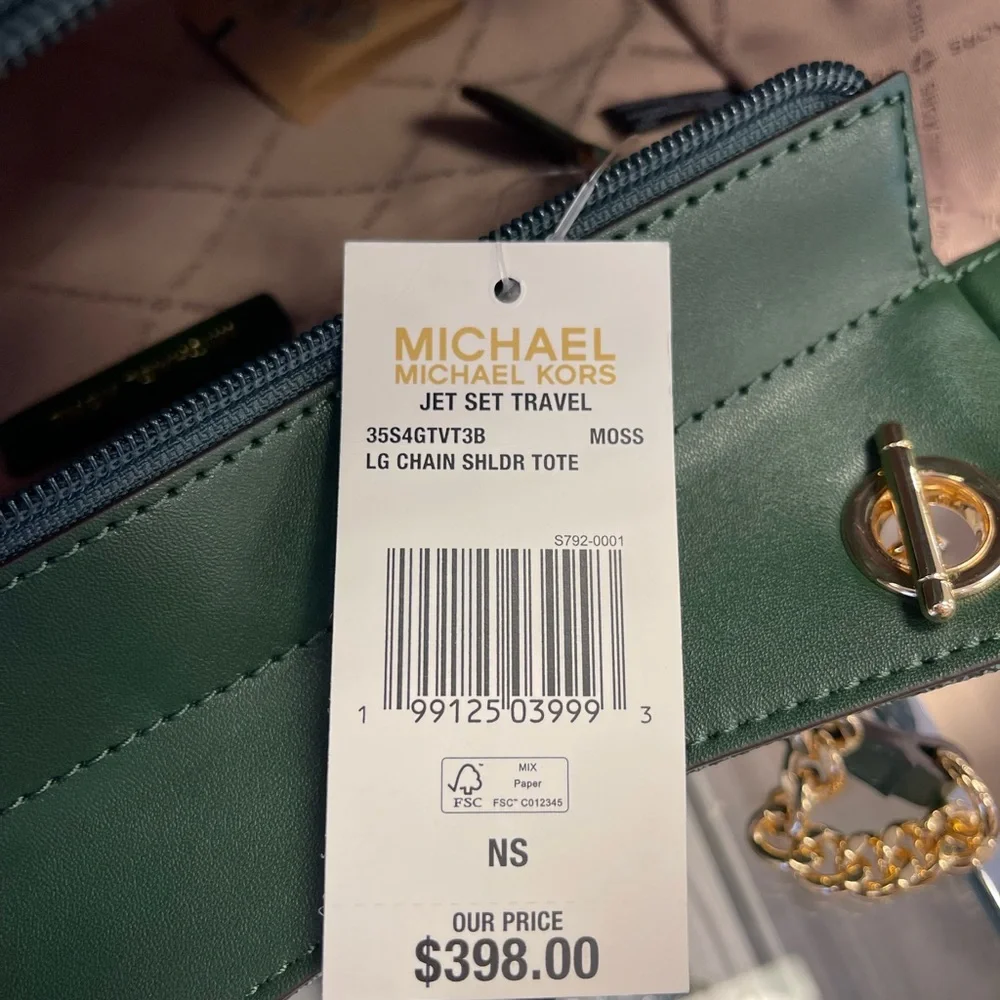 MICHAEL
MICHAEL KORS
JET SET TRAVEL
35S4GTVT3B MOSS
LG CHAIN SHLDR TOTE
S792-0001
1 99125 03999 3
FSC
MIX
Paper
FSC™ C012345
NS
OUR PRICE
$398.00